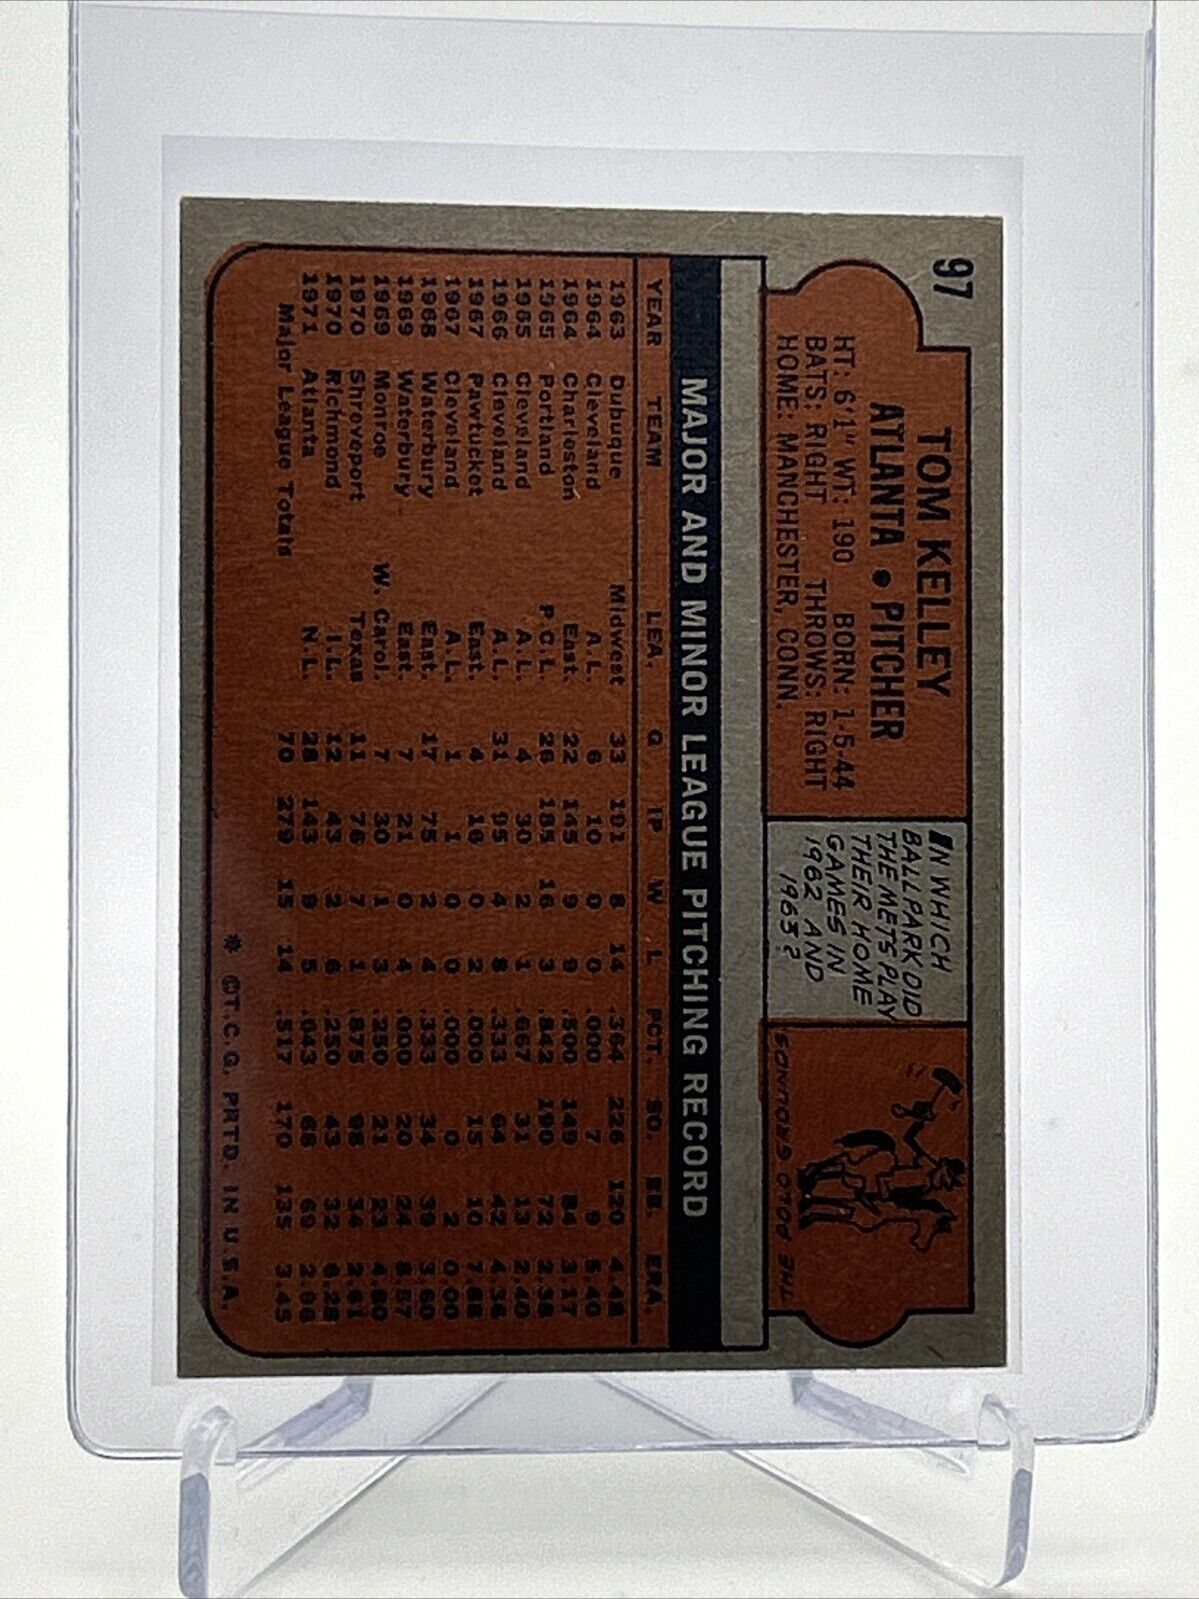 97
TOM KELLEY
ATLANTA • PITCHER
HT: 6'1" WT: 190 BORN: 1-5-44
BATS: RIGHT THROWS: RIGHT
HOME: MANCHESTER, CONN.
IN WHICH
BALLPARK DID
THE METS PLAY
THEIR HOME
GAMES IN
1962 AND
1963?
THE POLO GROUNDS
MAJOR AND MINOR LEAGUE PITCHING RECORD
YEAR TEAM LEA. G IP W L PCT. SO. BB. ERA.
1963 Dubuque Midwest 33 191 8 14 .364 226 120 4.48
1964 Cleveland A.L. 6 10 0 0 .000 7 9 5.40
1964 Charleston East. 22 145 9 9 .500 149 84 3.17
1965 Portland P.C.L. 26 185 16 3 .842 190 72 2.38
1965 Cleveland A.L. 4 30 2 1 .667 31 13 2.40
1966 Cleveland A.L. 31 95 4 8 .333 64 42 4.36
1967 Pawtucket East. 4 16 0 2 .000 15 10 7.88
1967 Cleveland A.L. 1 1 0 0 .000 0 2 0.00
1968 Waterbury East. 17 75 2 4 .333 34 39 3.60
1969 Waterbury East. 7 21 0 4 .000 20 24 8.57
1969 Monroe W. Carol. 7 30 1 3 .250 21 23 4.80
1970 Shreveport Texas 11 76 7 1 .875 98 34 2.61
1970 Richmond I.L. 12 43 2 6 .250 43 32 6.28
1971 Atlanta N.L. 28 143 9 5 .643 68 69 2.96
Major League Totals 70 279 15 14 .517 170 135 3.45
* ©T.C.G. PRTD. IN U.S.A.